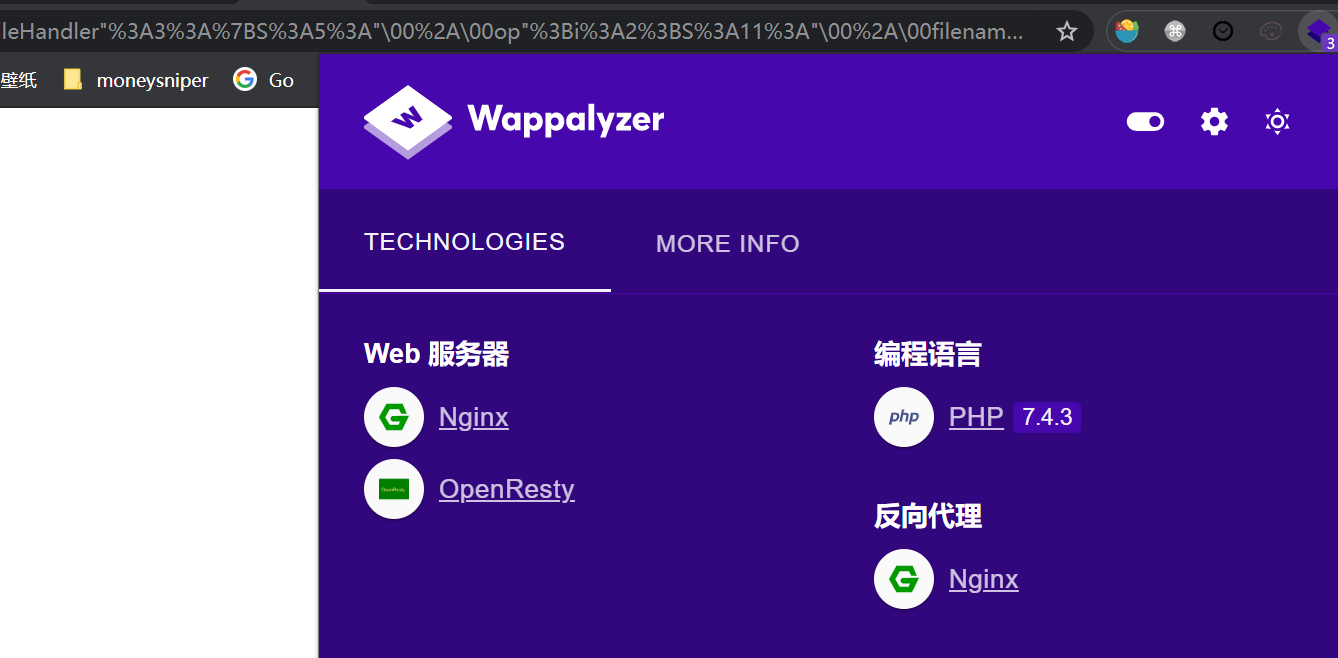 leHandler"%3A3%3A%7BS%3A5%3A"\00%2A\00op"%3Bi%3A2%3BS%3A11%3A"\00%2A\00filenam...
3
壁纸
moneysniper
Go
Wappalyzer
TECHNOLOGIES
MORE INFO
Web 服务器
Nginx
OpenResty
编程语言
php
PHP 7.4.3
反向代理
Nginx